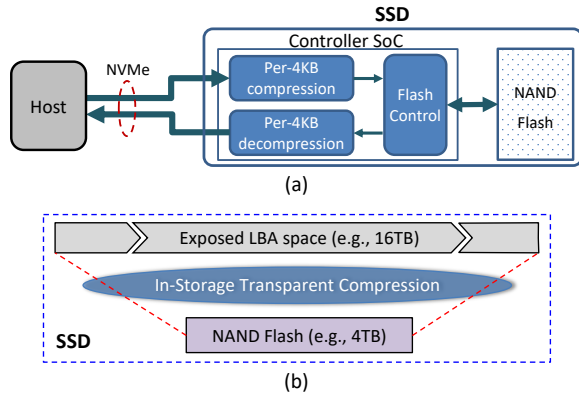 SSD
Controller SoC
NVMe
Host
Per-4KB
compression
Per-4KB
decompression
Flash
Control
NAND
Flash
(a)
Exposed LBA space (e.g., 16TB)
In-Storage Transparent Compression
SSD
NAND Flash (e.g., 4TB)
(b)